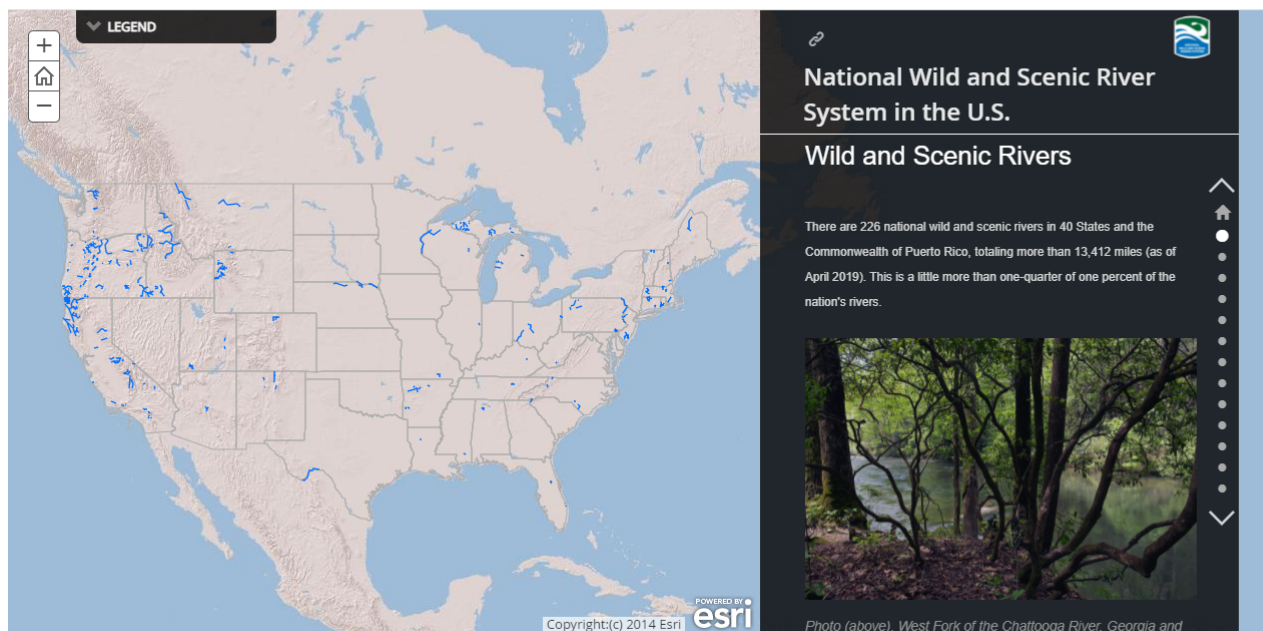 LEGEND
National Wild and Scenic River
System in the U.S.
Wild and Scenic Rivers
There are 226 national wild and scenic rivers in 40 States and the
Commonwealth of Puerto Rico, totaling more than 13,412 miles (as of
April 2019). This is a little more than one-quarter of one percent of the
nation's rivers.
Photo (above). West Fork of the Chattooga River, Georgia and
POWERED BY
esri
Copyright:(c) 2014 Esri